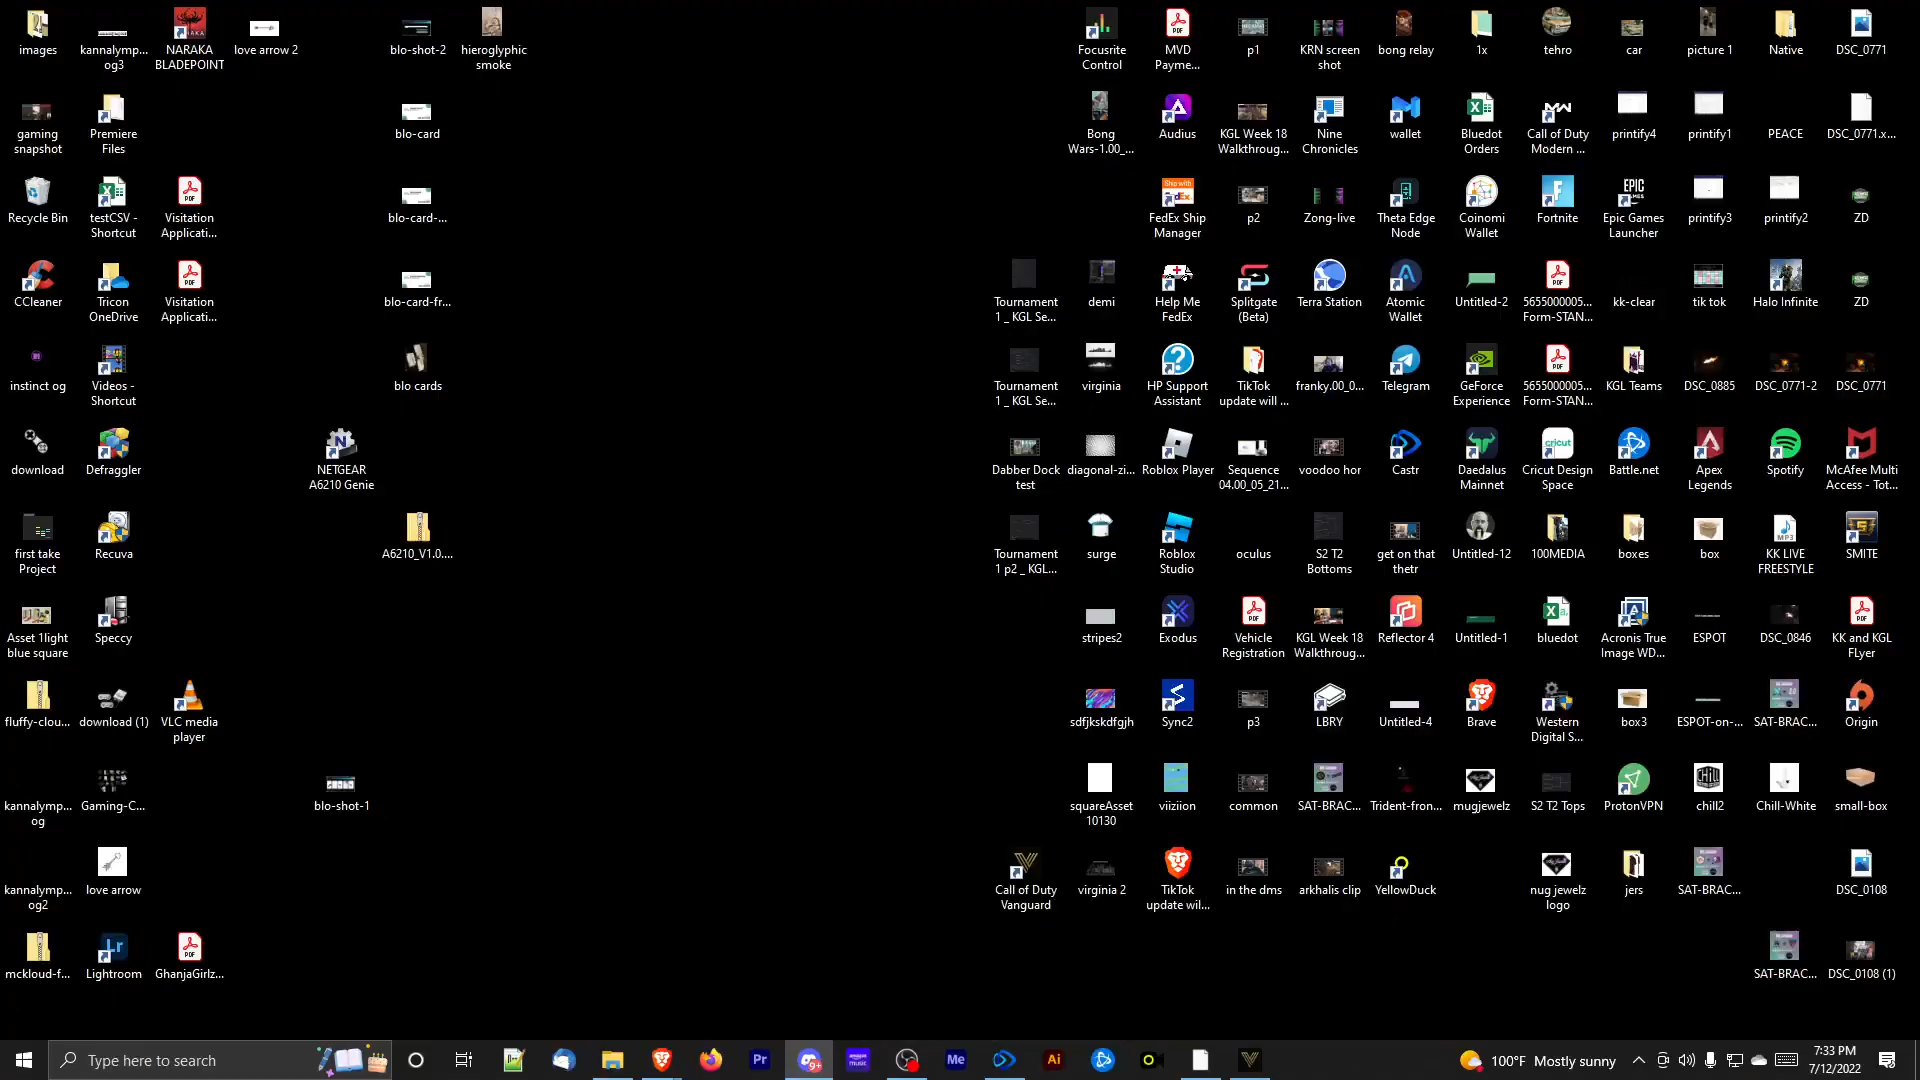 images
kannalymp...
og3
NARAKA
BLADEPOINT
love arrow 2
blo-shot-2
hieroglyphic
smoke
Focusrite
Control
MVD
Payme...
p1
KRN screen
shot
bong relay
1x
tehro
car
picture 1
Native
DSC_0771
gaming
snapshot
Premiere
Files
blo-card
Bong
Wars-1.00_...
Audius
KGL Week 18
Walkthroug...
Nine
Chronicles
wallet
Bluedot
Orders
Call of Duty
Modern ...
printify4
printify1
PEACE
DSC_0771.x...
Recycle Bin
testCSV -
Shortcut
Visitation
Applicati...
blo-card-...
FedEx Ship
Manager
p2
Zong-live
Theta Edge
Node
Coinomi
Wallet
Fortnite
Epic Games
Launcher
printify3
printify2
ZD
CCleaner
Tricon
OneDrive
Visitation
Applicati...
blo-card-fr...
Tournament
1 _ KGL Se...
demi
Help Me
FedEx
Splitgate
(Beta)
Terra Station
Atomic
Wallet
Untitled-2
5655000005...
Form-STAN...
kk-clear
tik tok
Halo Infinite
ZD
instinct og
Videos -
Shortcut
blo cards
Tournament
1 _ KGL Se...
virginia
HP Support
Assistant
TikTok
update will ...
franky.00_0...
Telegram
GeForce
Experience
5655000005...
Form-STAN...
KGL Teams
DSC_0885
DSC_0771-2
DSC_0771
download
Defraggler
NETGEAR
A6210 Genie
Dabber Dock
test
diagonal-zi...
Roblox Player
Sequence
04.00_05_21...
voodoo hor
Castr
Daedalus
Mainnet
Cricut Design
Space
Battle.net
Apex
Legends
Spotify
McAfee Multi
Access - Tot...
first take
Project
Recuva
A6210_V1.0....
Tournament
1 p2 _ KGL...
surge
Roblox
Studio
oculus
S2 T2
Bottoms
get on that
thetr
Untitled-12
100MEDIA
boxes
box
KK LIVE
FREESTYLE
SMITE
Asset 1light
blue square
Speccy
stripes2
Exodus
Vehicle
Registration
KGL Week 18
Walkthroug...
Reflector 4
Untitled-1
bluedot
Acronis True
Image WD...
ESPOT
DSC_0846
KK and KGL
FLyer
fluffy-clou...
download (1)
VLC media
player
sdfjkskdfgjh
Sync2
p3
LBRY
Untitled-4
Brave
Western
Digital S...
box3
ESPOT-on-...
SAT-BRAC...
Origin
kannalymp...
og
Gaming-C...
blo-shot-1
squareAsset
10130
viiziion
common
SAT-BRAC...
Trident-fron...
mugjewelz
S2 T2 Tops
ProtonVPN
chill2
Chill-White
small-box
kannalymp...
og2
love arrow
Call of Duty
Vanguard
virginia 2
TikTok
update wil...
in the dms
arkhalis clip
YellowDuck
nug jewelz
logo
jers
SAT-BRAC...
DSC_0108
mckloud-f...
Lightroom
GhanjaGirlz...
SAT-BRAC...
DSC_0108 (1)
Type here to search
100°F Mostly sunny
7:33 PM
7/12/2022